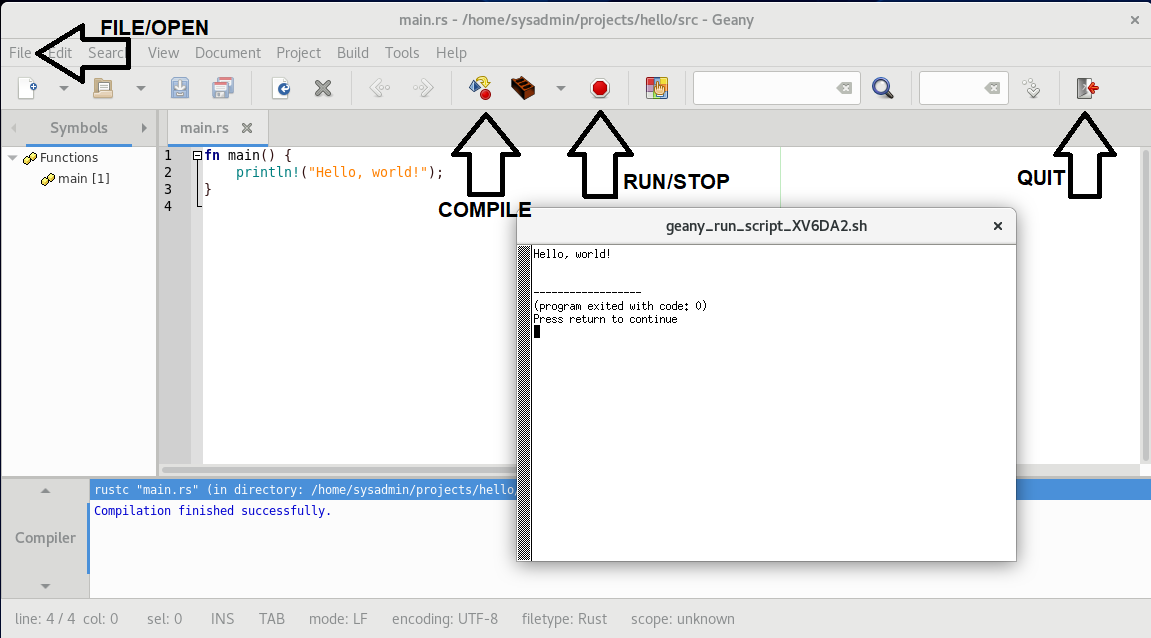 main.rs - /home/sysadmin/projects/hello/src - Geany
FILE/OPEN
File Edit Search View Document Project Build Tools Help
Symbols
main.rs
Functions
main [1]
1 fn main() {
2 println!("Hello, world!");
3 }
4
COMPILE
RUN/STOP
QUIT
geany_run_script_XV6DA2.sh
Hello, world!
------------------
(program exited with code: 0)
Press return to continue
rustc "main.rs" (in directory: /home/sysadmin/projects/hello/
Compilation finished successfully.
Compiler
line: 4 / 4 col: 0 sel: 0 INS TAB mode: LF encoding: UTF-8 filetype: Rust scope: unknown